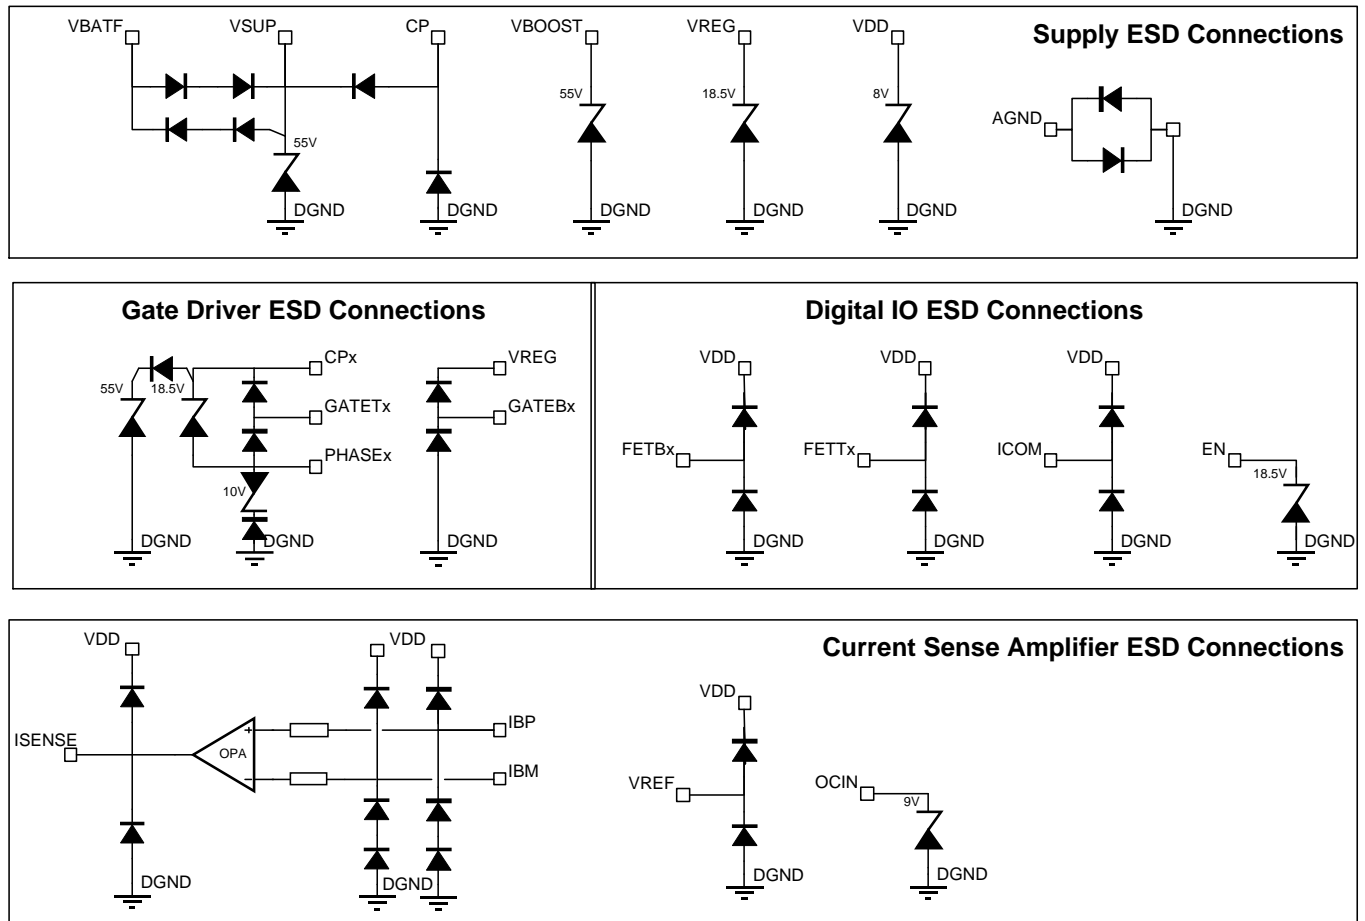 Supply ESD Connections
VBATF VSUP CP VBOOST VREG VDD
55V 18.5V 8V
AGND
55V
DGND DGND DGND DGND DGND DGND
Gate Driver ESD Connections
CPx VREG
55V 18.5V
GATETx GATEBx
PHASEx
10V
DGND DGND DGND
Digital IO ESD Connections
VDD VDD VDD
FETBx FETTx ICOM EN
18.5V
DGND DGND DGND DGND
Current Sense Amplifier ESD Connections
VDD VDD
VDD
ISENSE + OPA IBP
- IBM
VREF OCIN
9V
DGND DGND DGND DGND